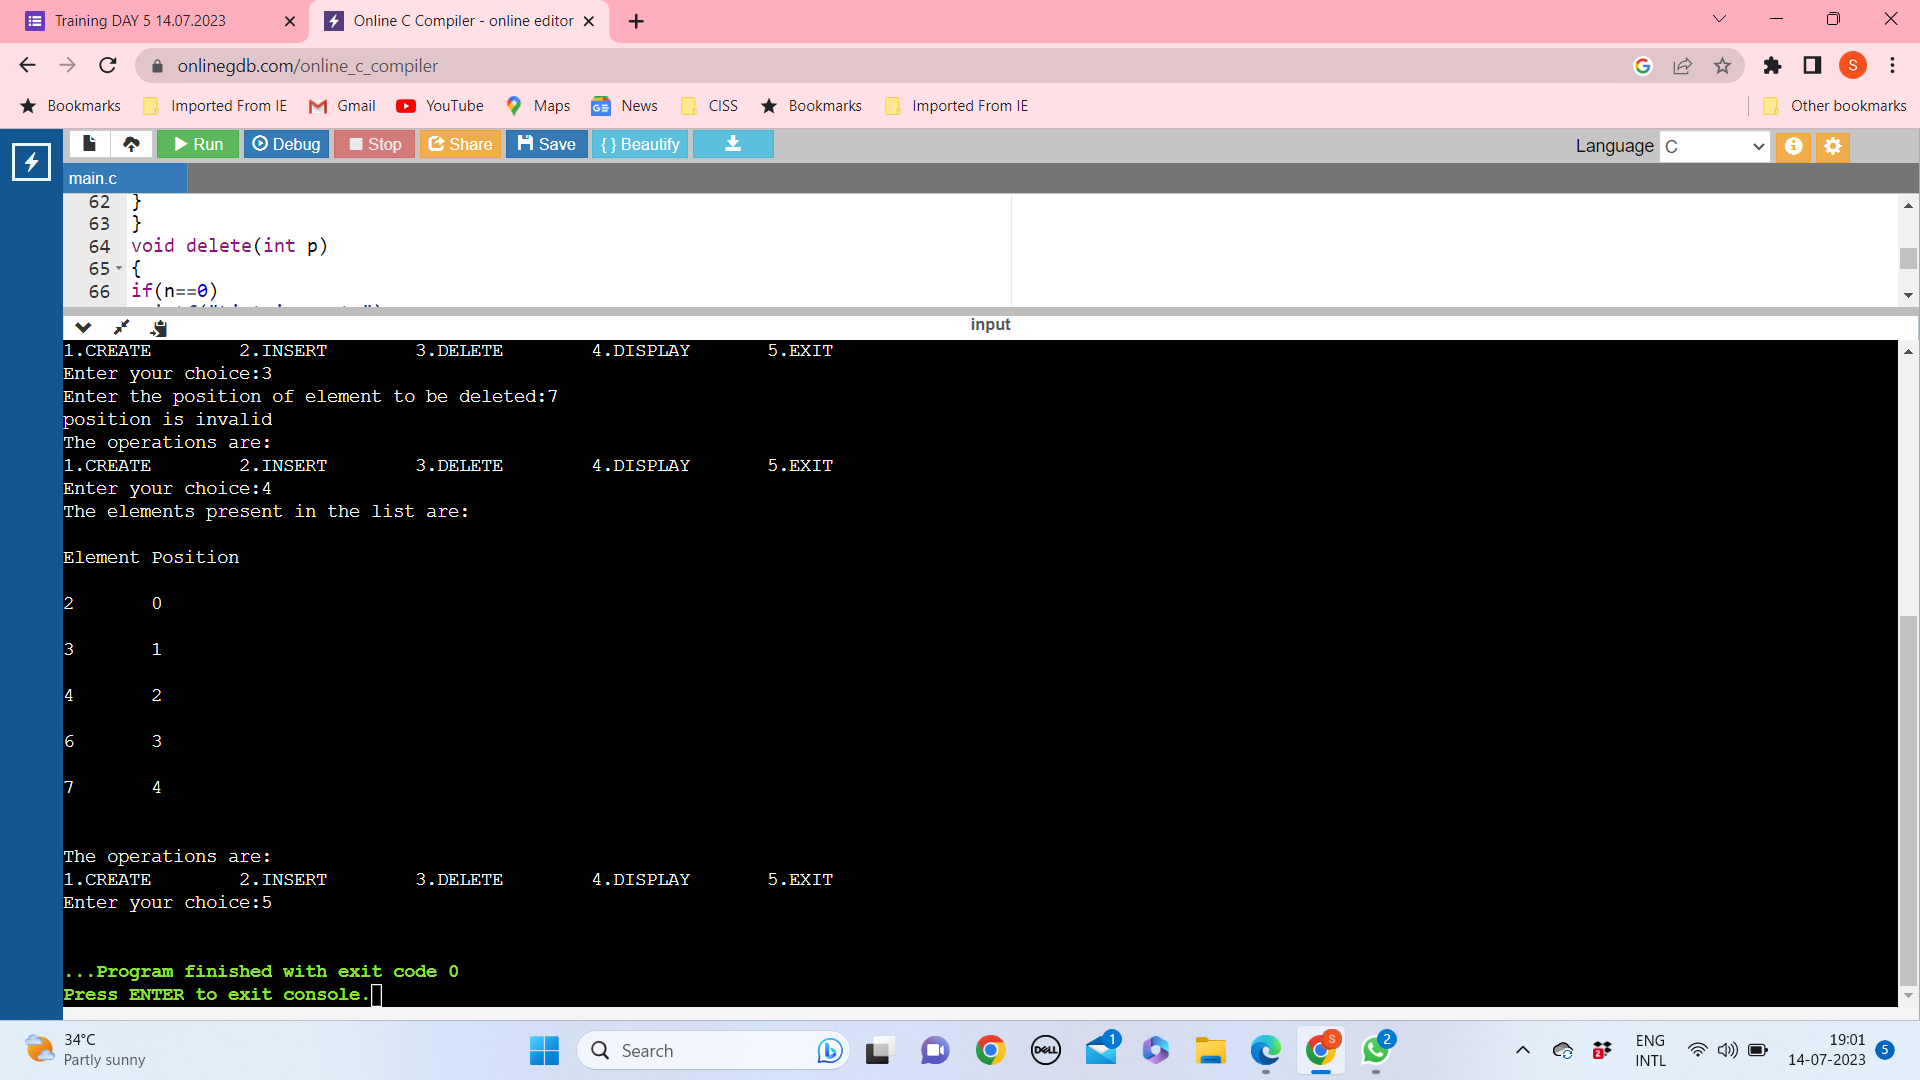 Training DAY 5 14.07.2023
Online C Compiler - online editor
onlinegdb.com/online_c_compiler
S
Bookmarks Imported From IE Gmail YouTube Maps News CISS Bookmarks Imported From IE Other bookmarks
Run Debug Stop Share Save { } Beautify Language C
main.c
62 }
63 }
64 void delete(int p)
65 {
66 if(n==0)
input
1.CREATE 2.INSERT 3.DELETE 4.DISPLAY 5.EXIT
Enter your choice:3
Enter the position of element to be deleted:7
position is invalid
The operations are:
1.CREATE 2.INSERT 3.DELETE 4.DISPLAY 5.EXIT
Enter your choice:4
The elements present in the list are:
Element Position
2 0
3 1
4 2
6 3
7 4
The operations are:
1.CREATE 2.INSERT 3.DELETE 4.DISPLAY 5.EXIT
Enter your choice:5
...Program finished with exit code 0
Press ENTER to exit console.
34°C
Partly sunny
Search
DELL
1
S
2
2
ENG
INTL
19:01
14-07-2023
5